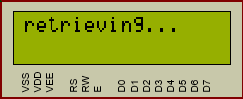 retrieving...
VSS
VDD
VEE
RS
RW
E
D0
D1
D2
D3
D4
D5
D6
D7